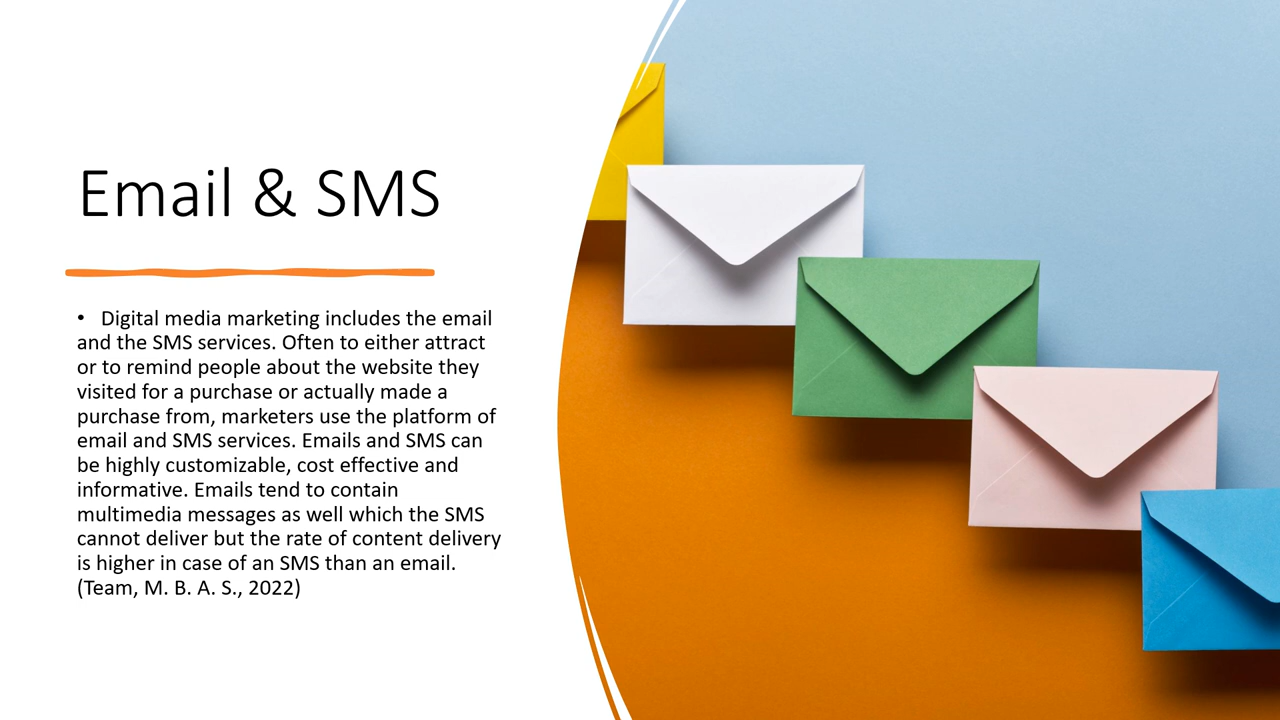 Email & SMS
• Digital media marketing includes the email
and the SMS services. Often to either attract
or to remind people about the website they
visited for a purchase or actually made a
purchase from, marketers use the platform of
email and SMS services. Emails and SMS can
be highly customizable, cost effective and
informative. Emails tend to contain
multimedia messages as well which the SMS
cannot deliver but the rate of content delivery
is higher in case of an SMS than an email.
(Team, M. B. A. S., 2022)